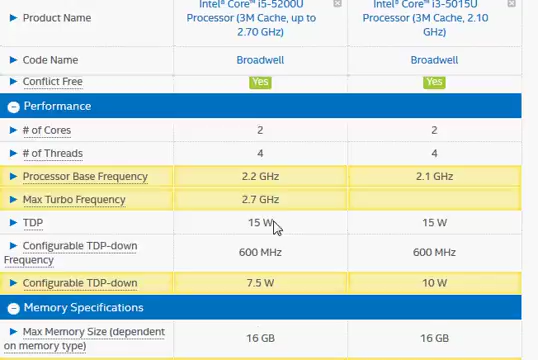 Product Name
Intel® Core™ i5-5200U
Processor (3M Cache, up to
2.70 GHz)
Intel® Core™ i3-5015U
Processor (3M Cache, 2.10
GHz)
Code Name Broadwell Broadwell
Conflict Free Yes Yes
Performance
# of Cores 2 2
# of Threads 4 4
Processor Base Frequency 2.2 GHz 2.1 GHz
Max Turbo Frequency 2.7 GHz
TDP 15 W 15 W
Configurable TDP-down
Frequency 600 MHz 600 MHz
Configurable TDP-down 7.5 W 10 W
Memory Specifications
Max Memory Size (dependent
on memory type) 16 GB 16 GB